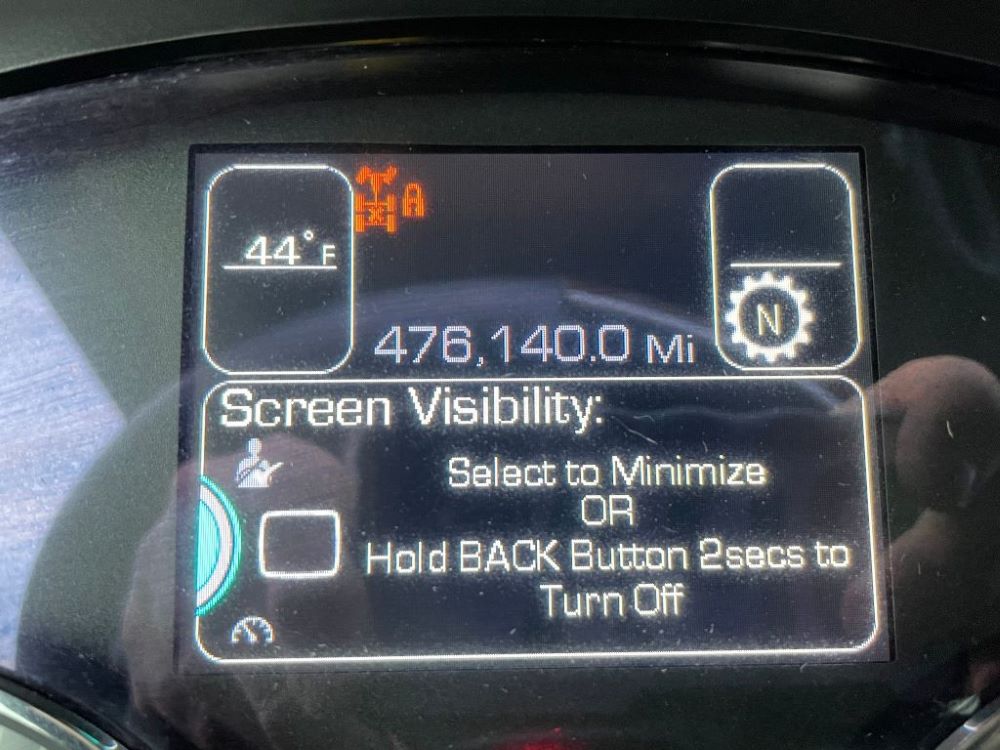 44°F
476,140.0 Mi
N
Screen Visibility:
Select to Minimize
OR
Hold BACK Button 2secs to
Turn Off